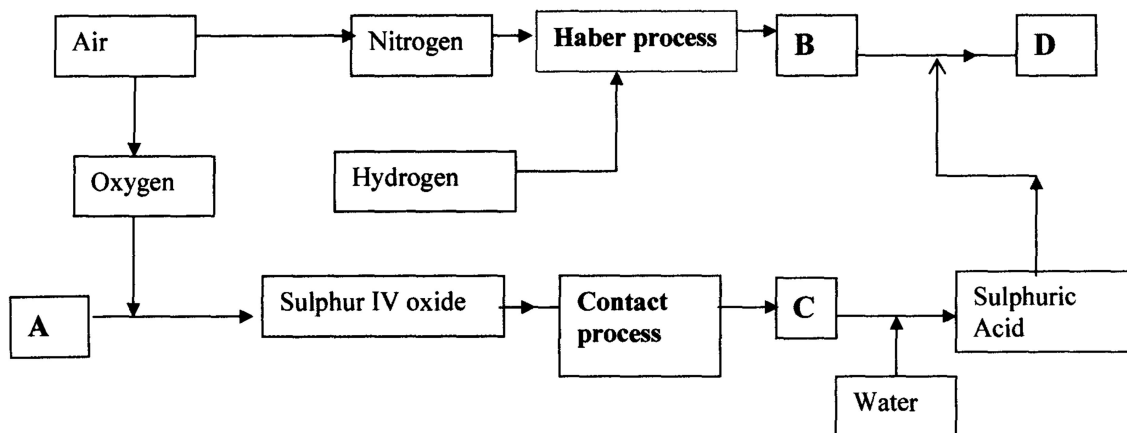 Air
Nitrogen
Haber process
B
D
Oxygen
Hydrogen
A
Sulphur IV oxide
Contact
process
C
Sulphuric
Acid
Water